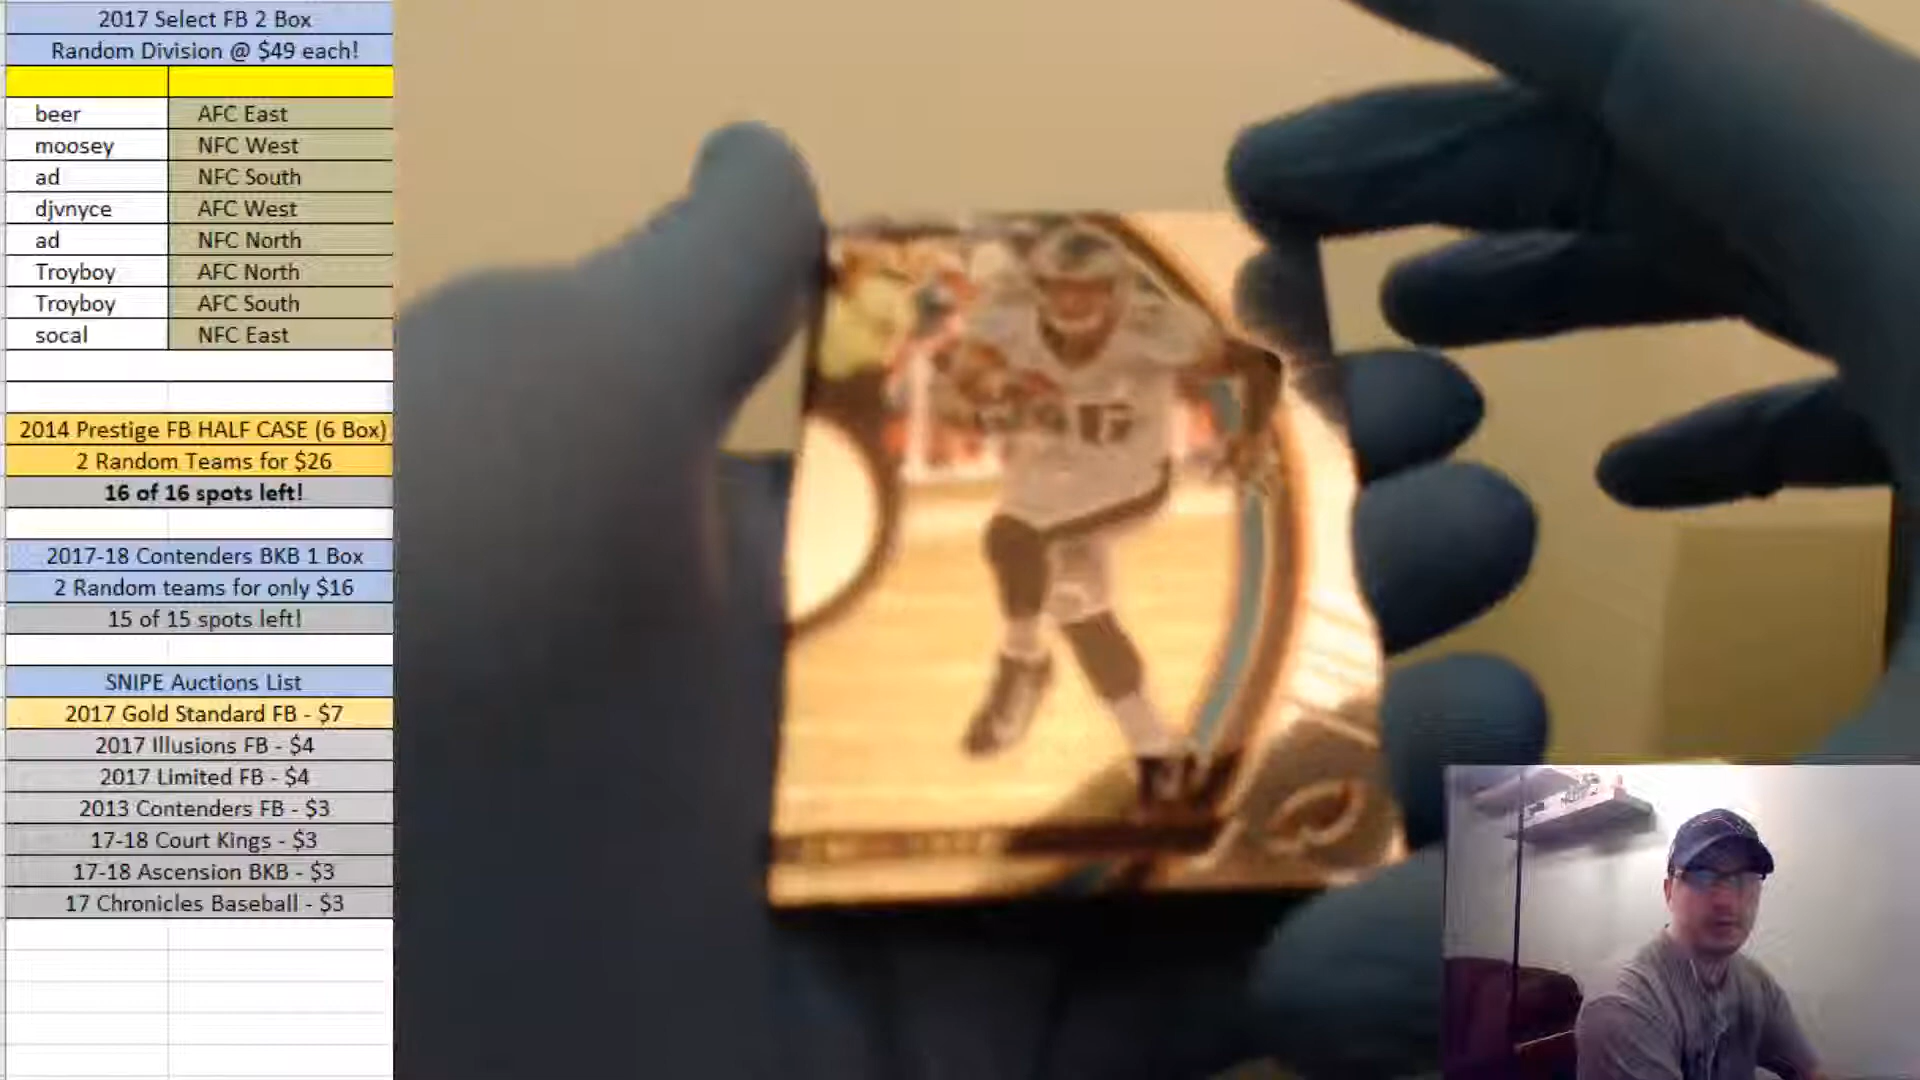 2017 Select FB 2 Box
Random Division @ $49 each!
beer AFC East
moosey NFC West
ad NFC South
djvnyce AFC West
ad NFC North
Troyboy AFC North
Troyboy AFC South
socal NFC East
2014 Prestige FB HALF CASE (6 Box)
2 Random Teams for $26
16 of 16 spots left!
2017-18 Contenders BKB 1 Box
2 Random teams for only $16
15 of 15 spots left!
SNIPE Auctions List
2017 Gold Standard FB - $7
2017 Illusions FB - $4
2017 Limited FB - $4
2013 Contenders FB - $3
17-18 Court Kings - $3
17-18 Ascension BKB - $3
17 Chronicles Baseball - $3